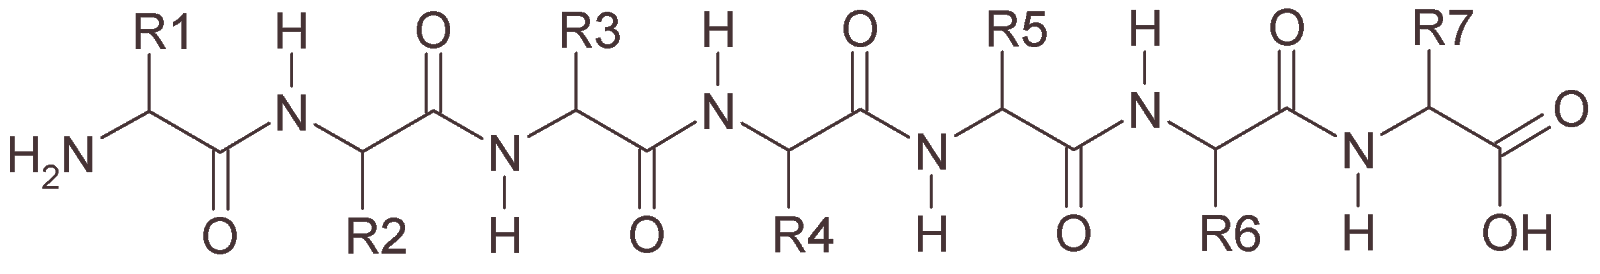 R1 H O R3 H O R5 H O R7
H₂N N N N N N N O
O R2 H O R4 H O R6 H OH